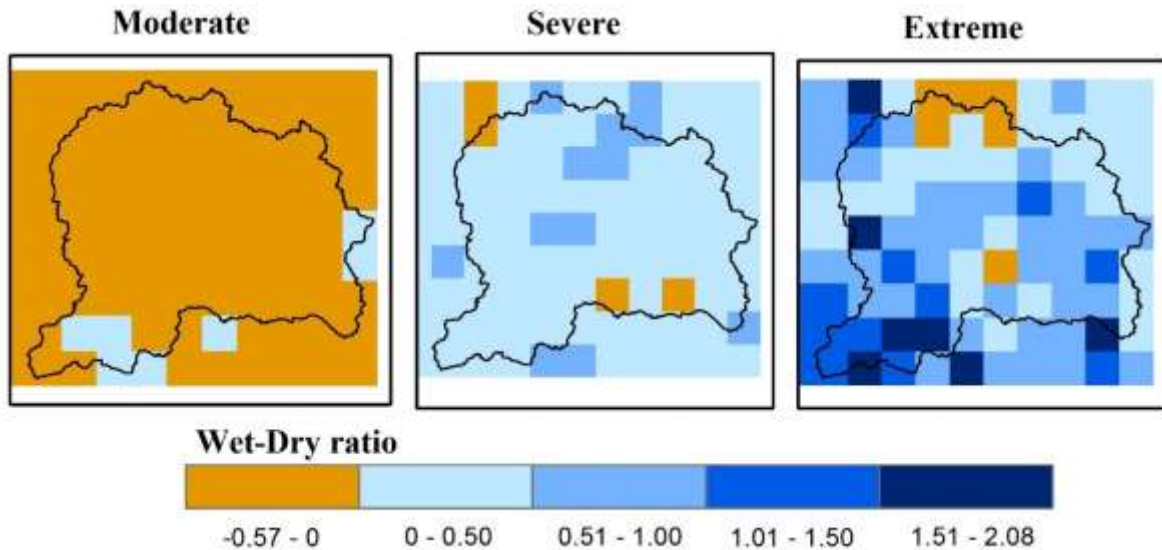 Moderate Severe Extreme
Wet-Dry ratio
-0.57 - 0 0 - 0.50 0.51 - 1.00 1.01 - 1.50 1.51 - 2.08